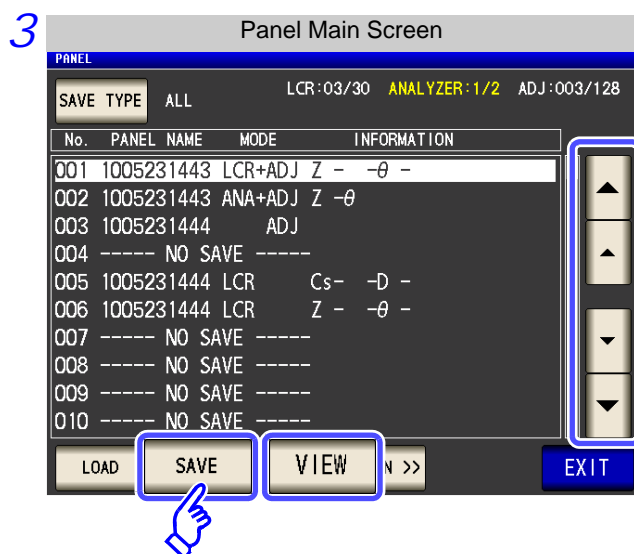 3
Panel Main Screen
PANEL
SAVE TYPE ALL LCR:03/30 ANALYZER:1/2 ADJ:003/128
No. PANEL NAME MODE INFORMATION
001 1005231443 LCR+ADJ Z - -θ -
002 1005231443 ANA+ADJ Z -θ
003 1005231444 ADJ
004 ----- NO SAVE -----
005 1005231444 LCR Cs- -D -
006 1005231444 LCR Z - -θ -
007 ----- NO SAVE -----
008 ----- NO SAVE -----
009 ----- NO SAVE -----
010 ----- NO SAVE -----
LOAD SAVE VIEW N >> EXIT